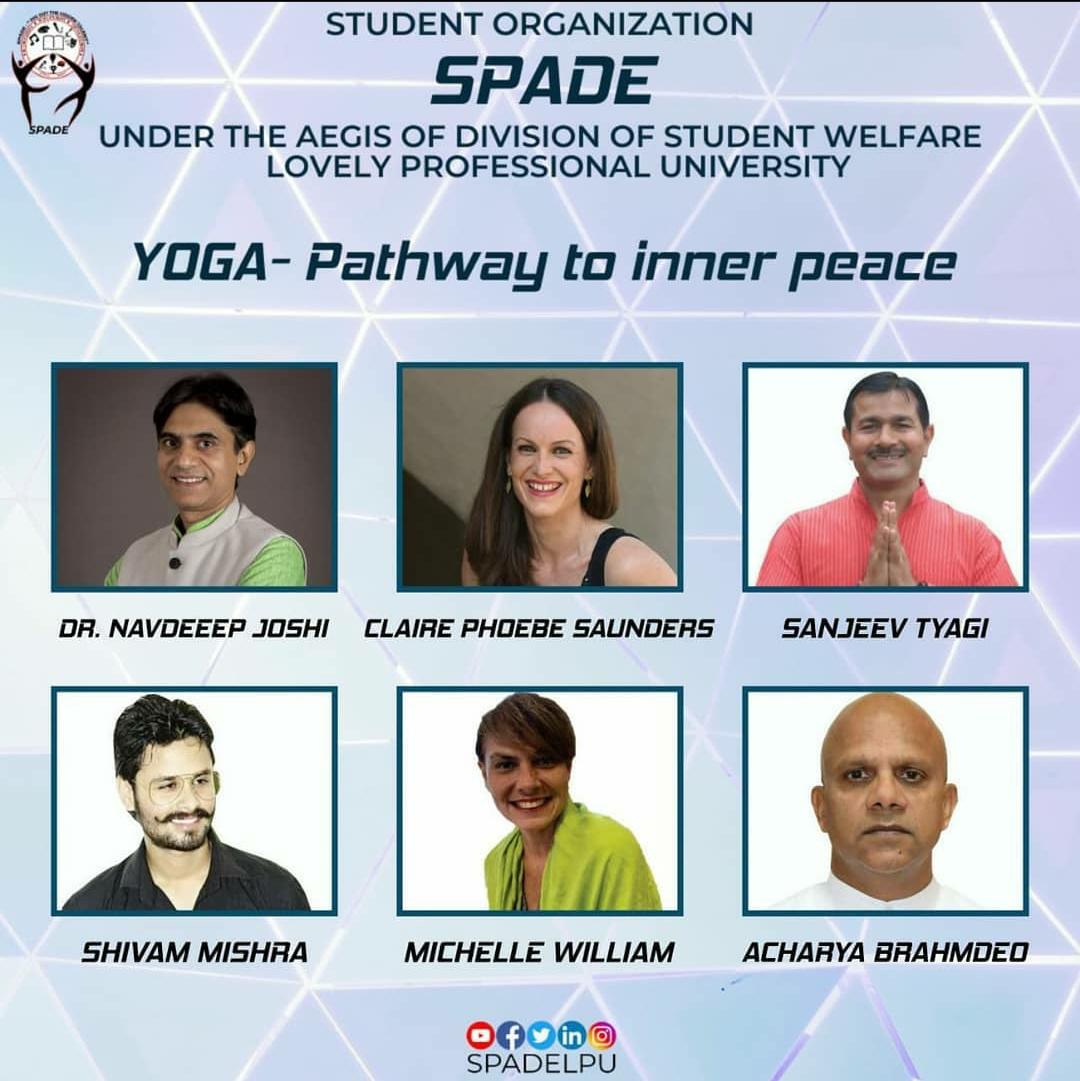 STUDENT ORGANIZATION
SPADE
SPADE
UNDER THE AEGIS OF DIVISION OF STUDENT WELFARE
LOVELY PROFESSIONAL UNIVERSITY
YOGA- Pathway to inner peace
DR. NAVDEEEP JOSHI
CLAIRE PHOEBE SAUNDERS
SANJEEV TYAGI
SHIVAM MISHRA
MICHELLE WILLIAM
ACHARYA BRAHMDEO
SPADELPU